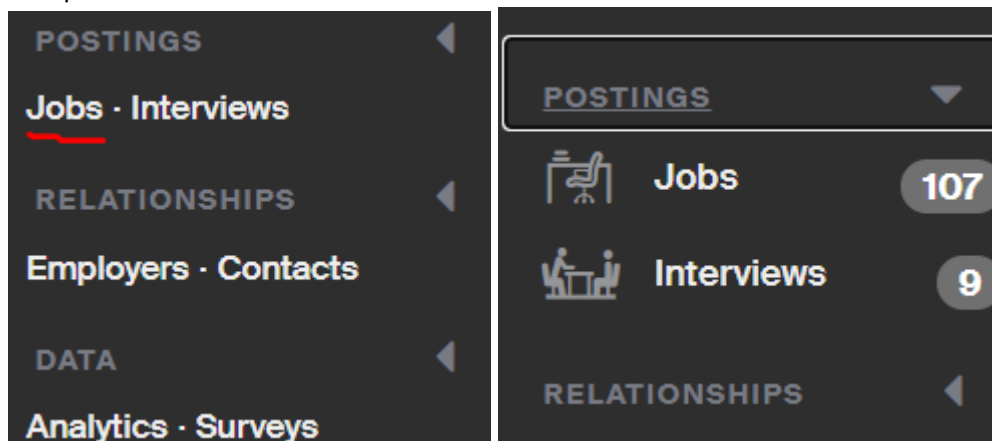 POSTINGS
Jobs · Interviews
RELATIONSHIPS
Employers · Contacts
DATA
Analytics · Surveys
POSTINGS
Jobs 107
Interviews 9
RELATIONSHIPS